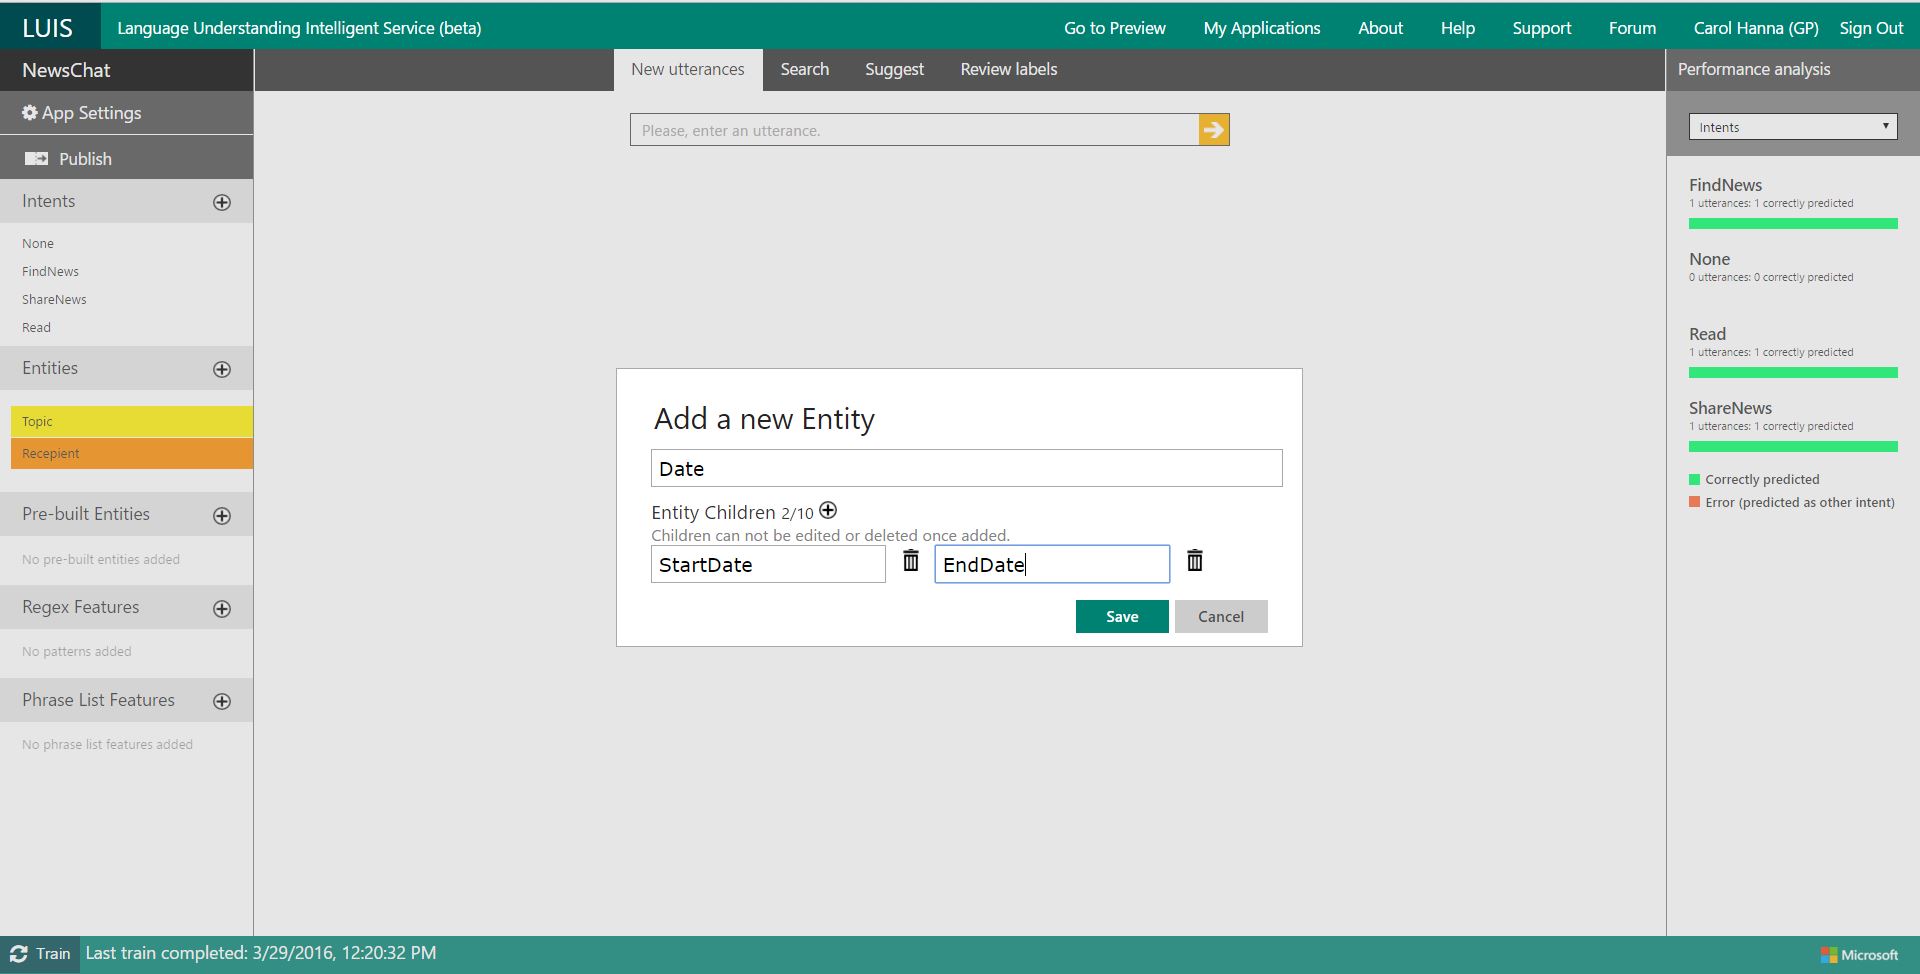 LUIS
Language Understanding Intelligent Service (beta)
Go to Preview
My Applications
About
Help
Support
Forum
Carol Hanna (GP)
Sign Out
NewsChat
App Settings
Publish
Intents
None
FindNews
ShareNews
Read
Entities
Topic
Recepient
Pre-built Entities
No pre-built entities added
Regex Features
No patterns added
Phrase List Features
No phrase list features added
New utterances
Search
Suggest
Review labels
Please, enter an utterance.
Add a new Entity
Date
Entity Children 2/10
Children can not be edited or deleted once added.
StartDate
EndDate
Save
Cancel
Performance analysis
Intents
FindNews
1 utterances: 1 correctly predicted
None
0 utterances: 0 correctly predicted
Read
1 utterances: 1 correctly predicted
ShareNews
1 utterances: 1 correctly predicted
Correctly predicted
Error (predicted as other intent)
Train
Last train completed: 3/29/2016, 12:20:32 PM
Microsoft